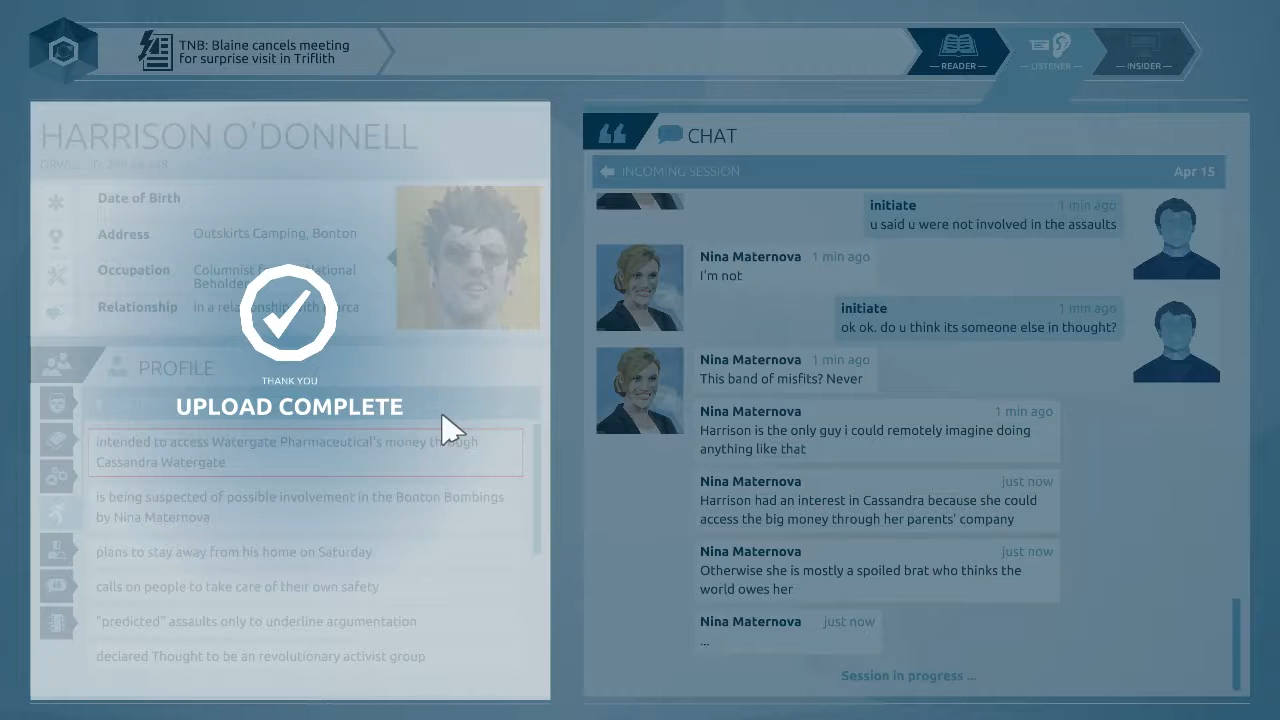 TNB: Blaine cancels meeting
for surprise visit in Triflith
READER
LISTENER
INSIDER
HARRISON O'DONNELL
Date of Birth
Address Outskirts Camping, Bonton
Occupation Columnist for National
Beholder
Relationship in a relationship with
PROFILE
THANK YOU
UPLOAD COMPLETE
intended to access Watergate Pharmaceutical's money through
Cassandra Watergate
is being suspected of possible involvement in the Bonton Bombings
by Nina Maternova
plans to stay away from his home on Saturday
calls on people to take care of their own safety
"predicted" assaults only to underline argumentation
declared Thought to be an revolutionary activist group
CHAT
INCOMING SESSION Apr 15
initiate 1 min ago
u said u were not involved in the assaults
Nina Maternova 1 min ago
I'm not
initiate 1 min ago
ok ok. do u think its someone else in thought?
Nina Maternova 1 min ago
This band of misfits? Never
Nina Maternova 1 min ago
Harrison is the only guy i could remotely imagine doing
anything like that
Nina Maternova just now
Harrison had an interest in Cassandra because she could
access the big money through her parents' company
Nina Maternova just now
Otherwise she is mostly a spoiled brat who thinks the
world owes her
Nina Maternova just now
...
Session in progress ...